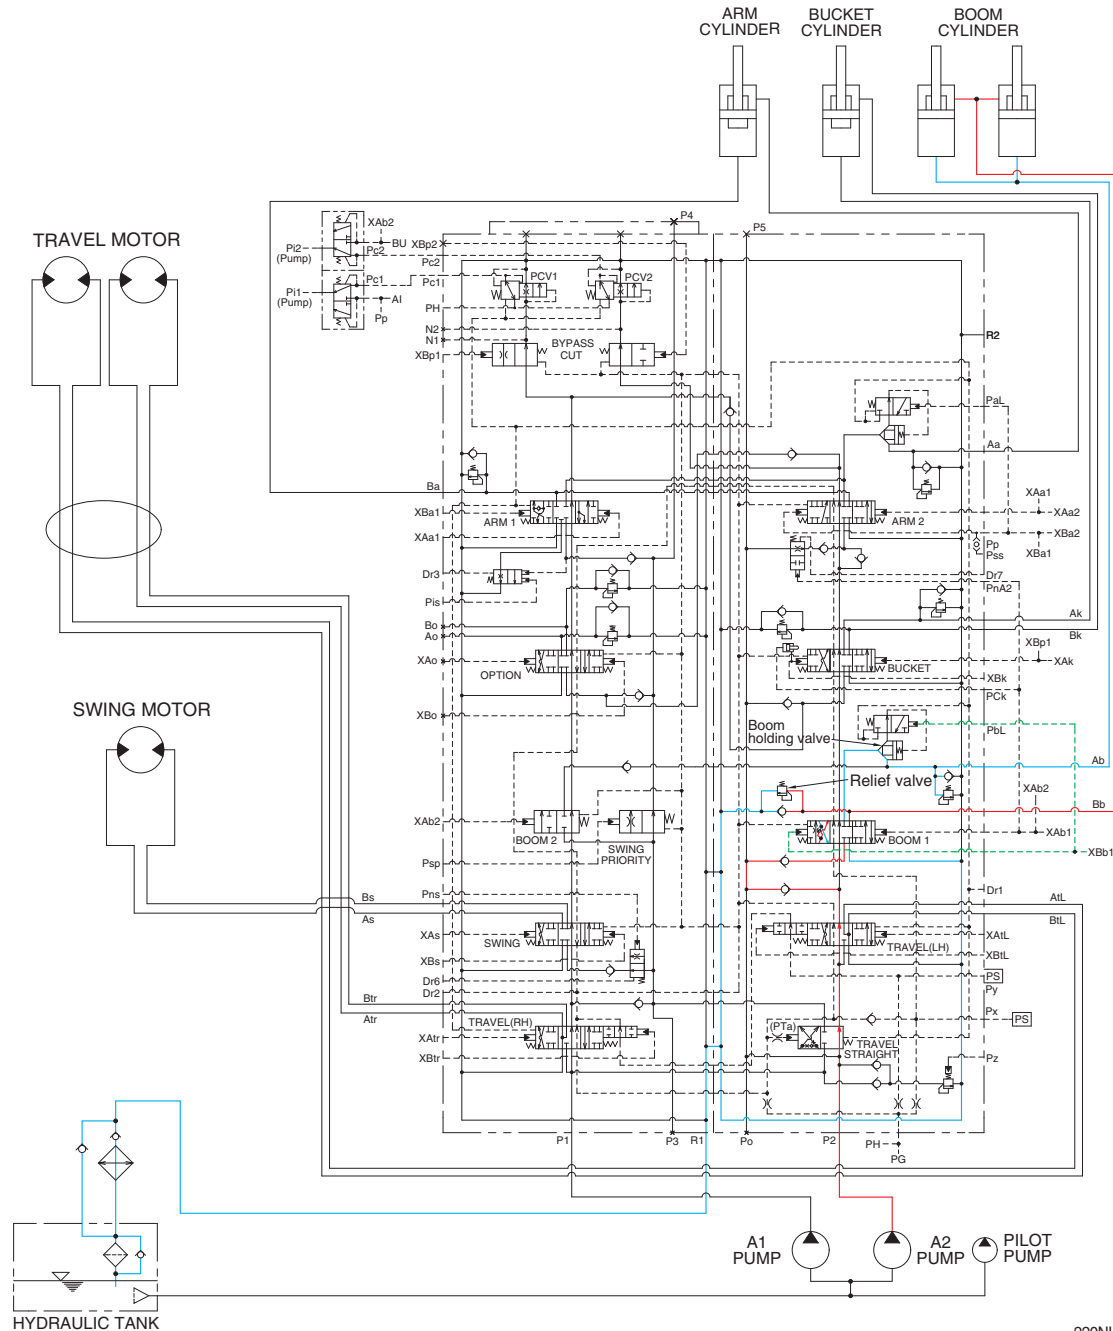 ARM
CYLINDER
BUCKET
CYLINDER
BOOM
CYLINDER
TRAVEL MOTOR
XAb2
BU
Pi2
(Pump)
Pc2
Pc1
Pi1
(Pump)
AI
Pp
XBp2
Pc2
Pc1
PH
N2
N1
XBp1
P4
P5
PCV1
PCV2
BYPASS
CUT
R2
PaL
Aa
Ba
XBa1
ARM 1
XAa1
Dr3
Pis
Bo
Ao
XAo
OPTION
XBo
XAa1
XAa2
ARM 2
XBa2
Pp
Pss
XBa1
Dr7
PnA2
Ak
Bk
XBp1
XAk
BUCKET
XBk
PCk
SWING MOTOR
Boom
holding valve
PbL
Ab
Relief valve
XAb2
Bb
XAb2
BOOM 2
SWING
PRIORITY
BOOM 1
XAb1
XBb1
Psp
Pns
Bs
As
XAs
SWING
XBs
Dr6
Dr2
Dr1
AtL
BtL
XAtL
TRAVEL(LH)
XBtL
PS
Py
Px
PS
Btr
Atr
TRAVEL(RH)
XAtr
XBtr
(PTa)
TRAVEL
STRAIGHT
Pz
P1
P3
R1
Po
P2
PH
PG
A1
PUMP
A2
PUMP
PILOT
PUMP
HYDRAULIC TANK